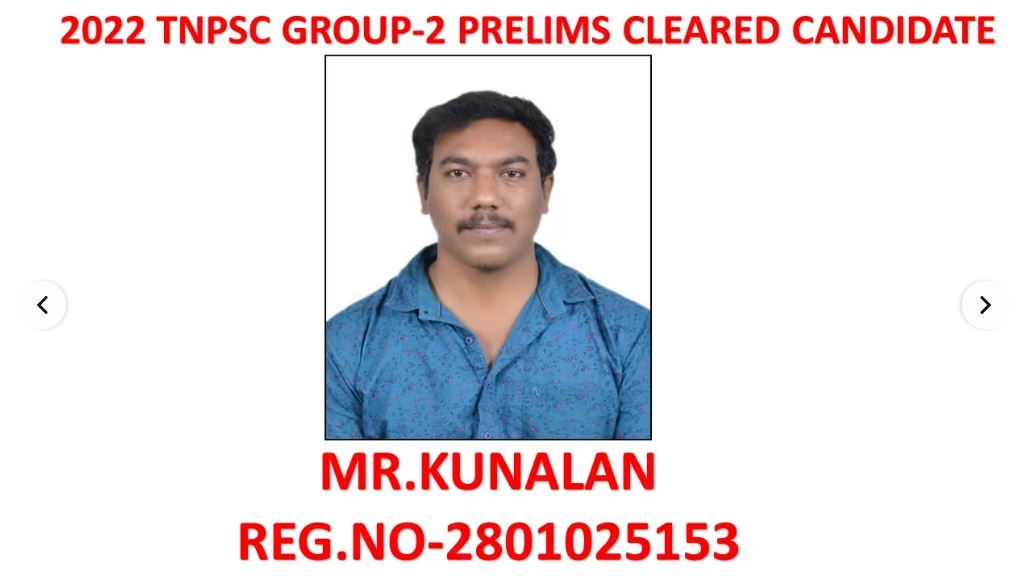 2022 TNPSC GROUP-2 PRELIMS CLEARED CANDIDATE
MR.KUNALAN
REG.NO-2801025153